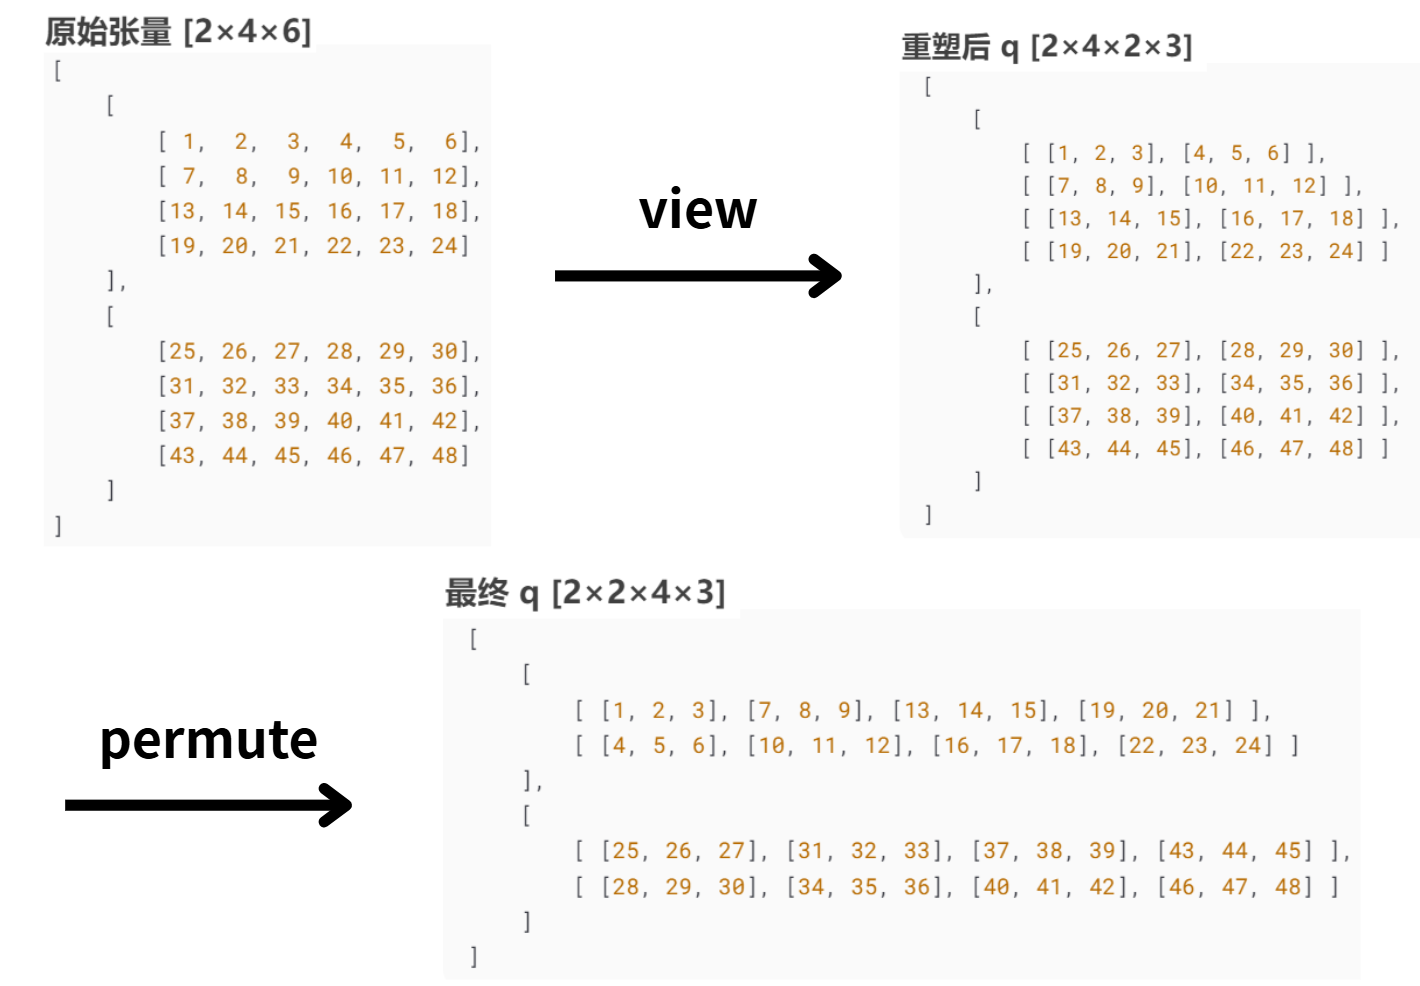 原始张量 [2×4×6]
[
[
[ 1, 2, 3, 4, 5, 6],
[ 7, 8, 9, 10, 11, 12],
[13, 14, 15, 16, 17, 18],
[19, 20, 21, 22, 23, 24]
],
[
[25, 26, 27, 28, 29, 30],
[31, 32, 33, 34, 35, 36],
[37, 38, 39, 40, 41, 42],
[43, 44, 45, 46, 47, 48]
]
]
view
重塑后 q [2×4×2×3]
[
[
[ [1, 2, 3], [4, 5, 6] ],
[ [7, 8, 9], [10, 11, 12] ],
[ [13, 14, 15], [16, 17, 18] ],
[ [19, 20, 21], [22, 23, 24] ]
],
[
[ [25, 26, 27], [28, 29, 30] ],
[ [31, 32, 33], [34, 35, 36] ],
[ [37, 38, 39], [40, 41, 42] ],
[ [43, 44, 45], [46, 47, 48] ]
]
]
permute
最终 q [2×2×4×3]
[
[
[ [1, 2, 3], [7, 8, 9], [13, 14, 15], [19, 20, 21] ],
[ [4, 5, 6], [10, 11, 12], [16, 17, 18], [22, 23, 24] ]
],
[
[ [25, 26, 27], [31, 32, 33], [37, 38, 39], [43, 44, 45] ],
[ [28, 29, 30], [34, 35, 36], [40, 41, 42], [46, 47, 48] ]
]
]